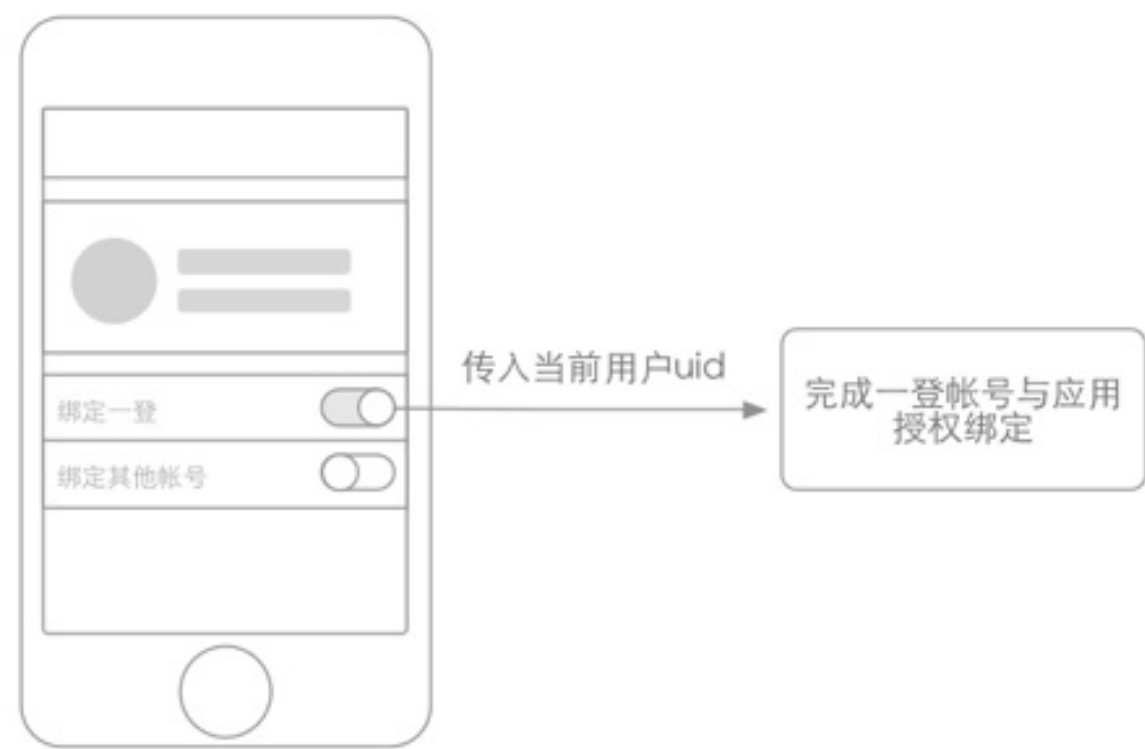 传入当前用户uid
完成一登帐号与应用
授权绑定
绑定一登
绑定其他帐号